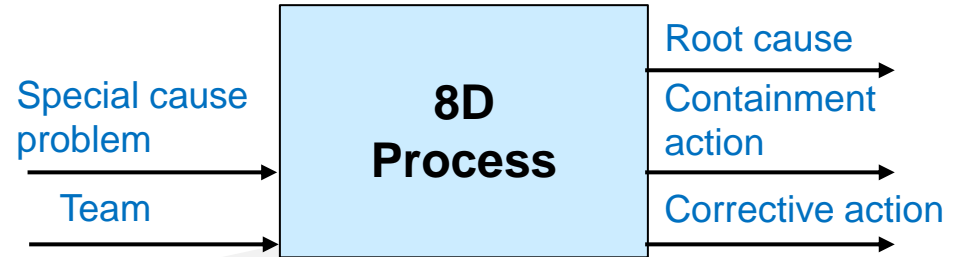 Special cause
problem
Team
8D
Process
Root cause
Containment
action
Corrective action